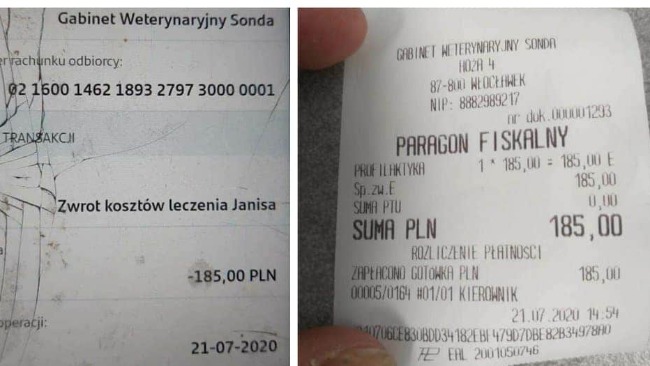 Gabinet Weterynaryjny Sonda
rachunku odbiorcy:
02 1600 1462 1893 2797 3000 0001
TRANSAKCJI
Zwrot kosztów leczenia Janisa
-185,00 PLN
operacji:
21-07-2020
GABINET WETERYNARYJNY SONDA
HOŻA 4
87-800 WŁOCŁAWEK
NIP: 8882989217
nr dok.000001293
PARAGON FISKALNY
PROFILAKTYKA 1 * 185,00 = 185,00 E
Sp.zw.E 185,00
SUMA PTU 0,00
SUMA PLN 185,00
ROZLICZENIE PŁATNOŚCI
ZAPŁACONO GOTÓWKA PLN 185,00
00005/0164 #01/01 KIEROWNIK
21.07.2020 14:54
EAL 2001050746